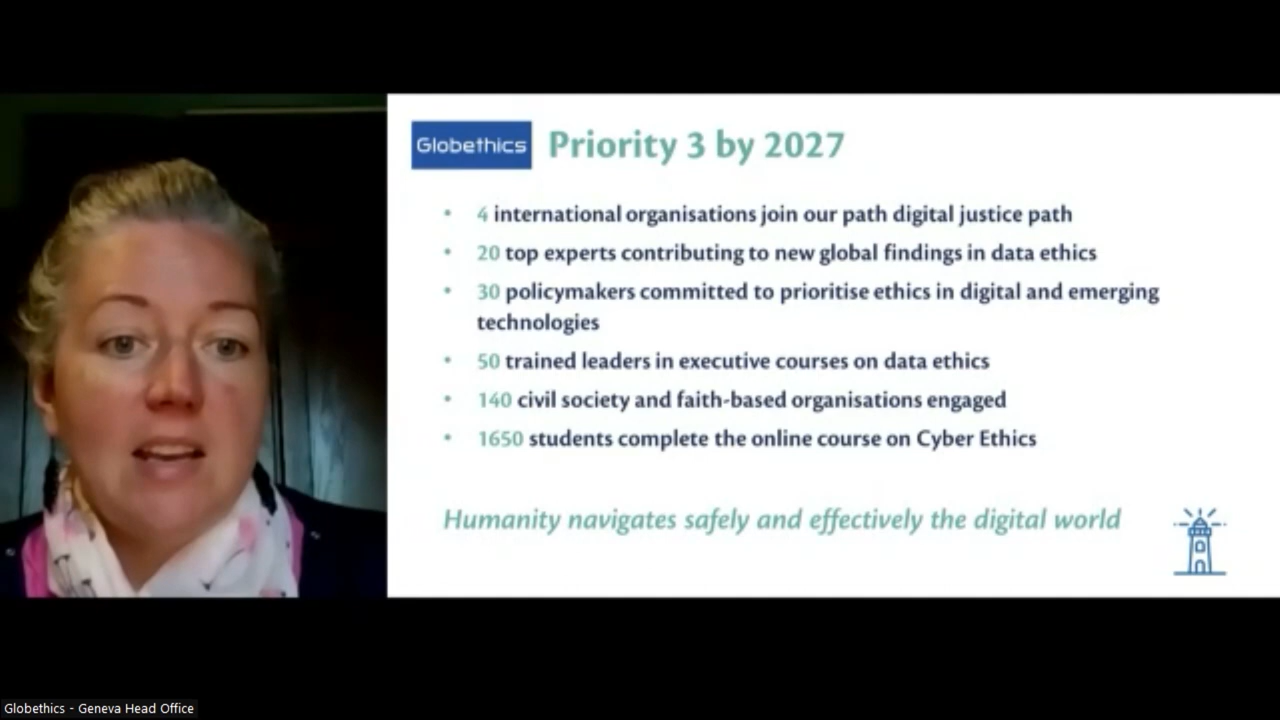 Globethics
Priority 3 by 2027
• 4 international organisations join our path digital justice path
• 20 top experts contributing to new global findings in data ethics
• 30 policymakers committed to prioritise ethics in digital and emerging
technologies
• 50 trained leaders in executive courses on data ethics
• 140 civil society and faith-based organisations engaged
• 1650 students complete the online course on Cyber Ethics
Humanity navigates safely and effectively the digital world
Globethics - Geneva Head Office